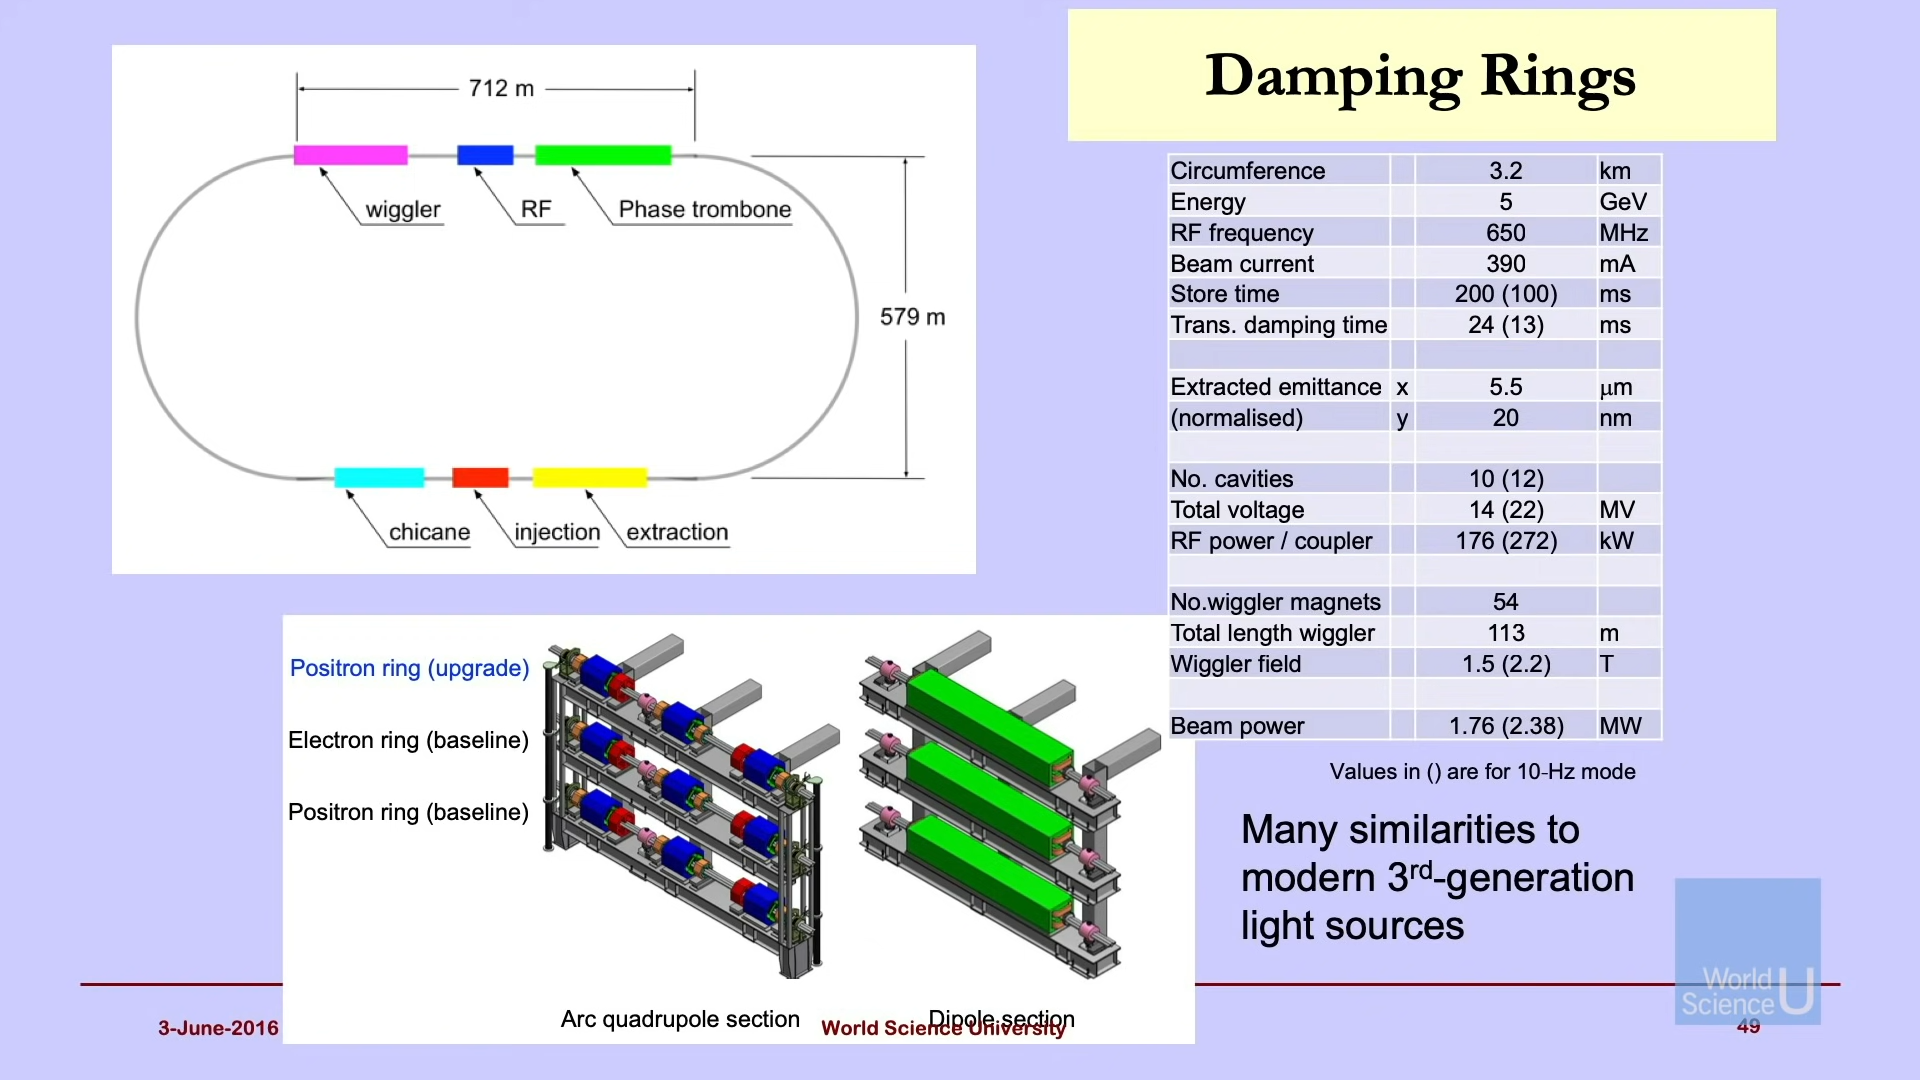 Damping Rings
712 m
wiggler
RF
Phase trombone
579 m
chicane
injection
extraction
Circumference 3.2 km
Energy 5 GeV
RF frequency 650 MHz
Beam current 390 mA
Store time 200 (100) ms
Trans. damping time 24 (13) ms
Extracted emittance x 5.5 μm
(normalised) y 20 nm
No. cavities 10 (12)
Total voltage 14 (22) MV
RF power / coupler 176 (272) kW
No.wiggler magnets 54
Total length wiggler 113 m
Wiggler field 1.5 (2.2) T
Beam power 1.76 (2.38) MW
Values in () are for 10-Hz mode
Positron ring (upgrade)
Electron ring (baseline)
Positron ring (baseline)
Arc quadrupole section
Dipole section
Many similarities to
modern 3rd-generation
light sources
World
Science U
3-June-2016
World Science University
49